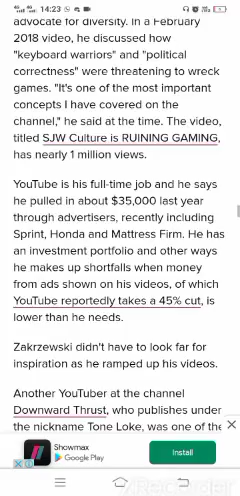 14:23
advocate for diversity. In a February
2018 video, he discussed how
"keyboard warriors" and "political
correctness" were threatening to wreck
games. "It's one of the most important
concepts I have covered on the
channel," he said at the time. The video,
titled SJW Culture is RUINING GAMING,
has nearly 1 million views.
YouTube is his full-time job and he says
he pulled in about $35,000 last year
through advertisers, recently including
Sprint, Honda and Mattress Firm. He has
an investment portfolio and other ways
he makes up shortfalls when money
from ads shown on his videos, of which
YouTube reportedly takes a 45% cut, is
lower than he needs.
Zakrzewski didn't have to look far for
inspiration as he ramped up his videos.
Another YouTuber at the channel
Downward Thrust, who publishes under
the nickname Tone Loke, was one of the
Showmax
Google Play
Install